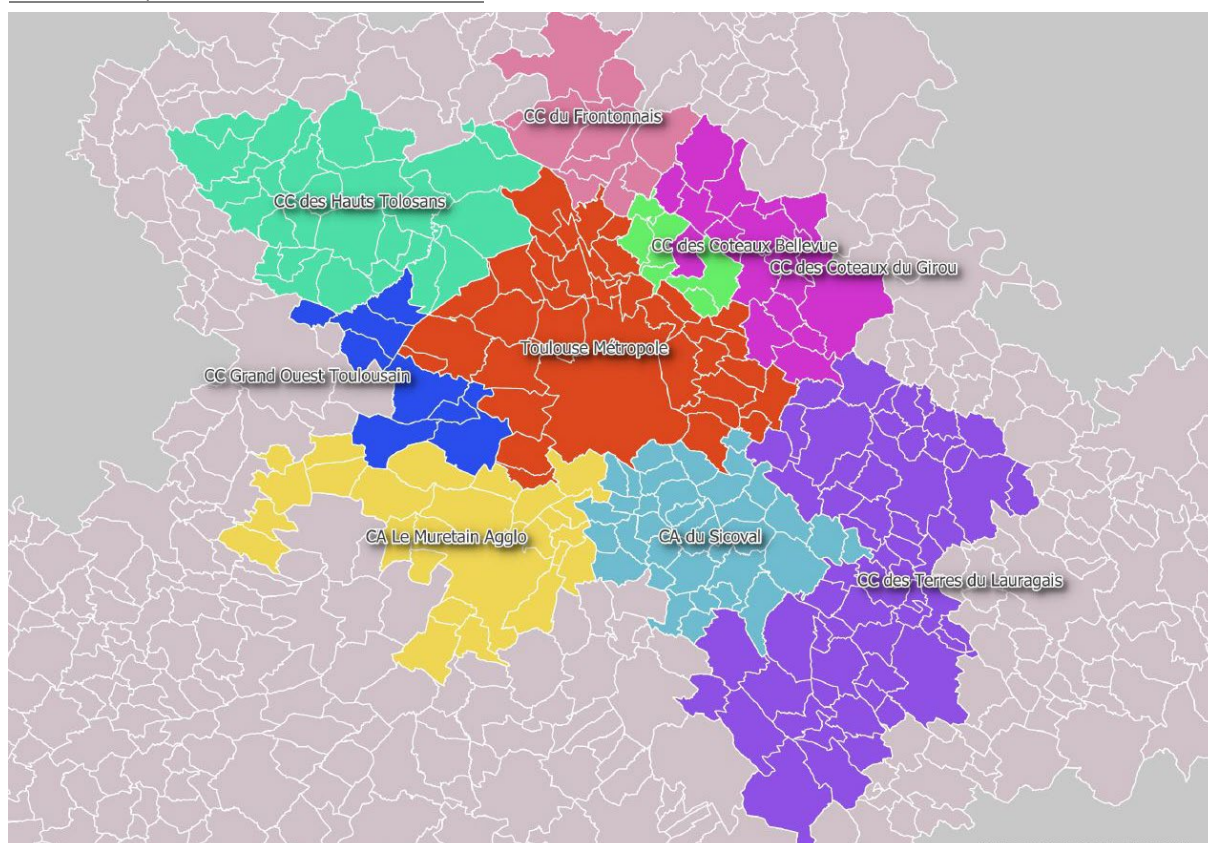 CC du Frontonnais
CC des Hauts Tolosans
CC des Coteaux Bellevue
CC des Coteaux du Girou
Toulouse Métropole
CC Grand Ouest Toulousain
CA Le Muretain Agglo
CA du Sicoval
CC des Terres du Lauragais